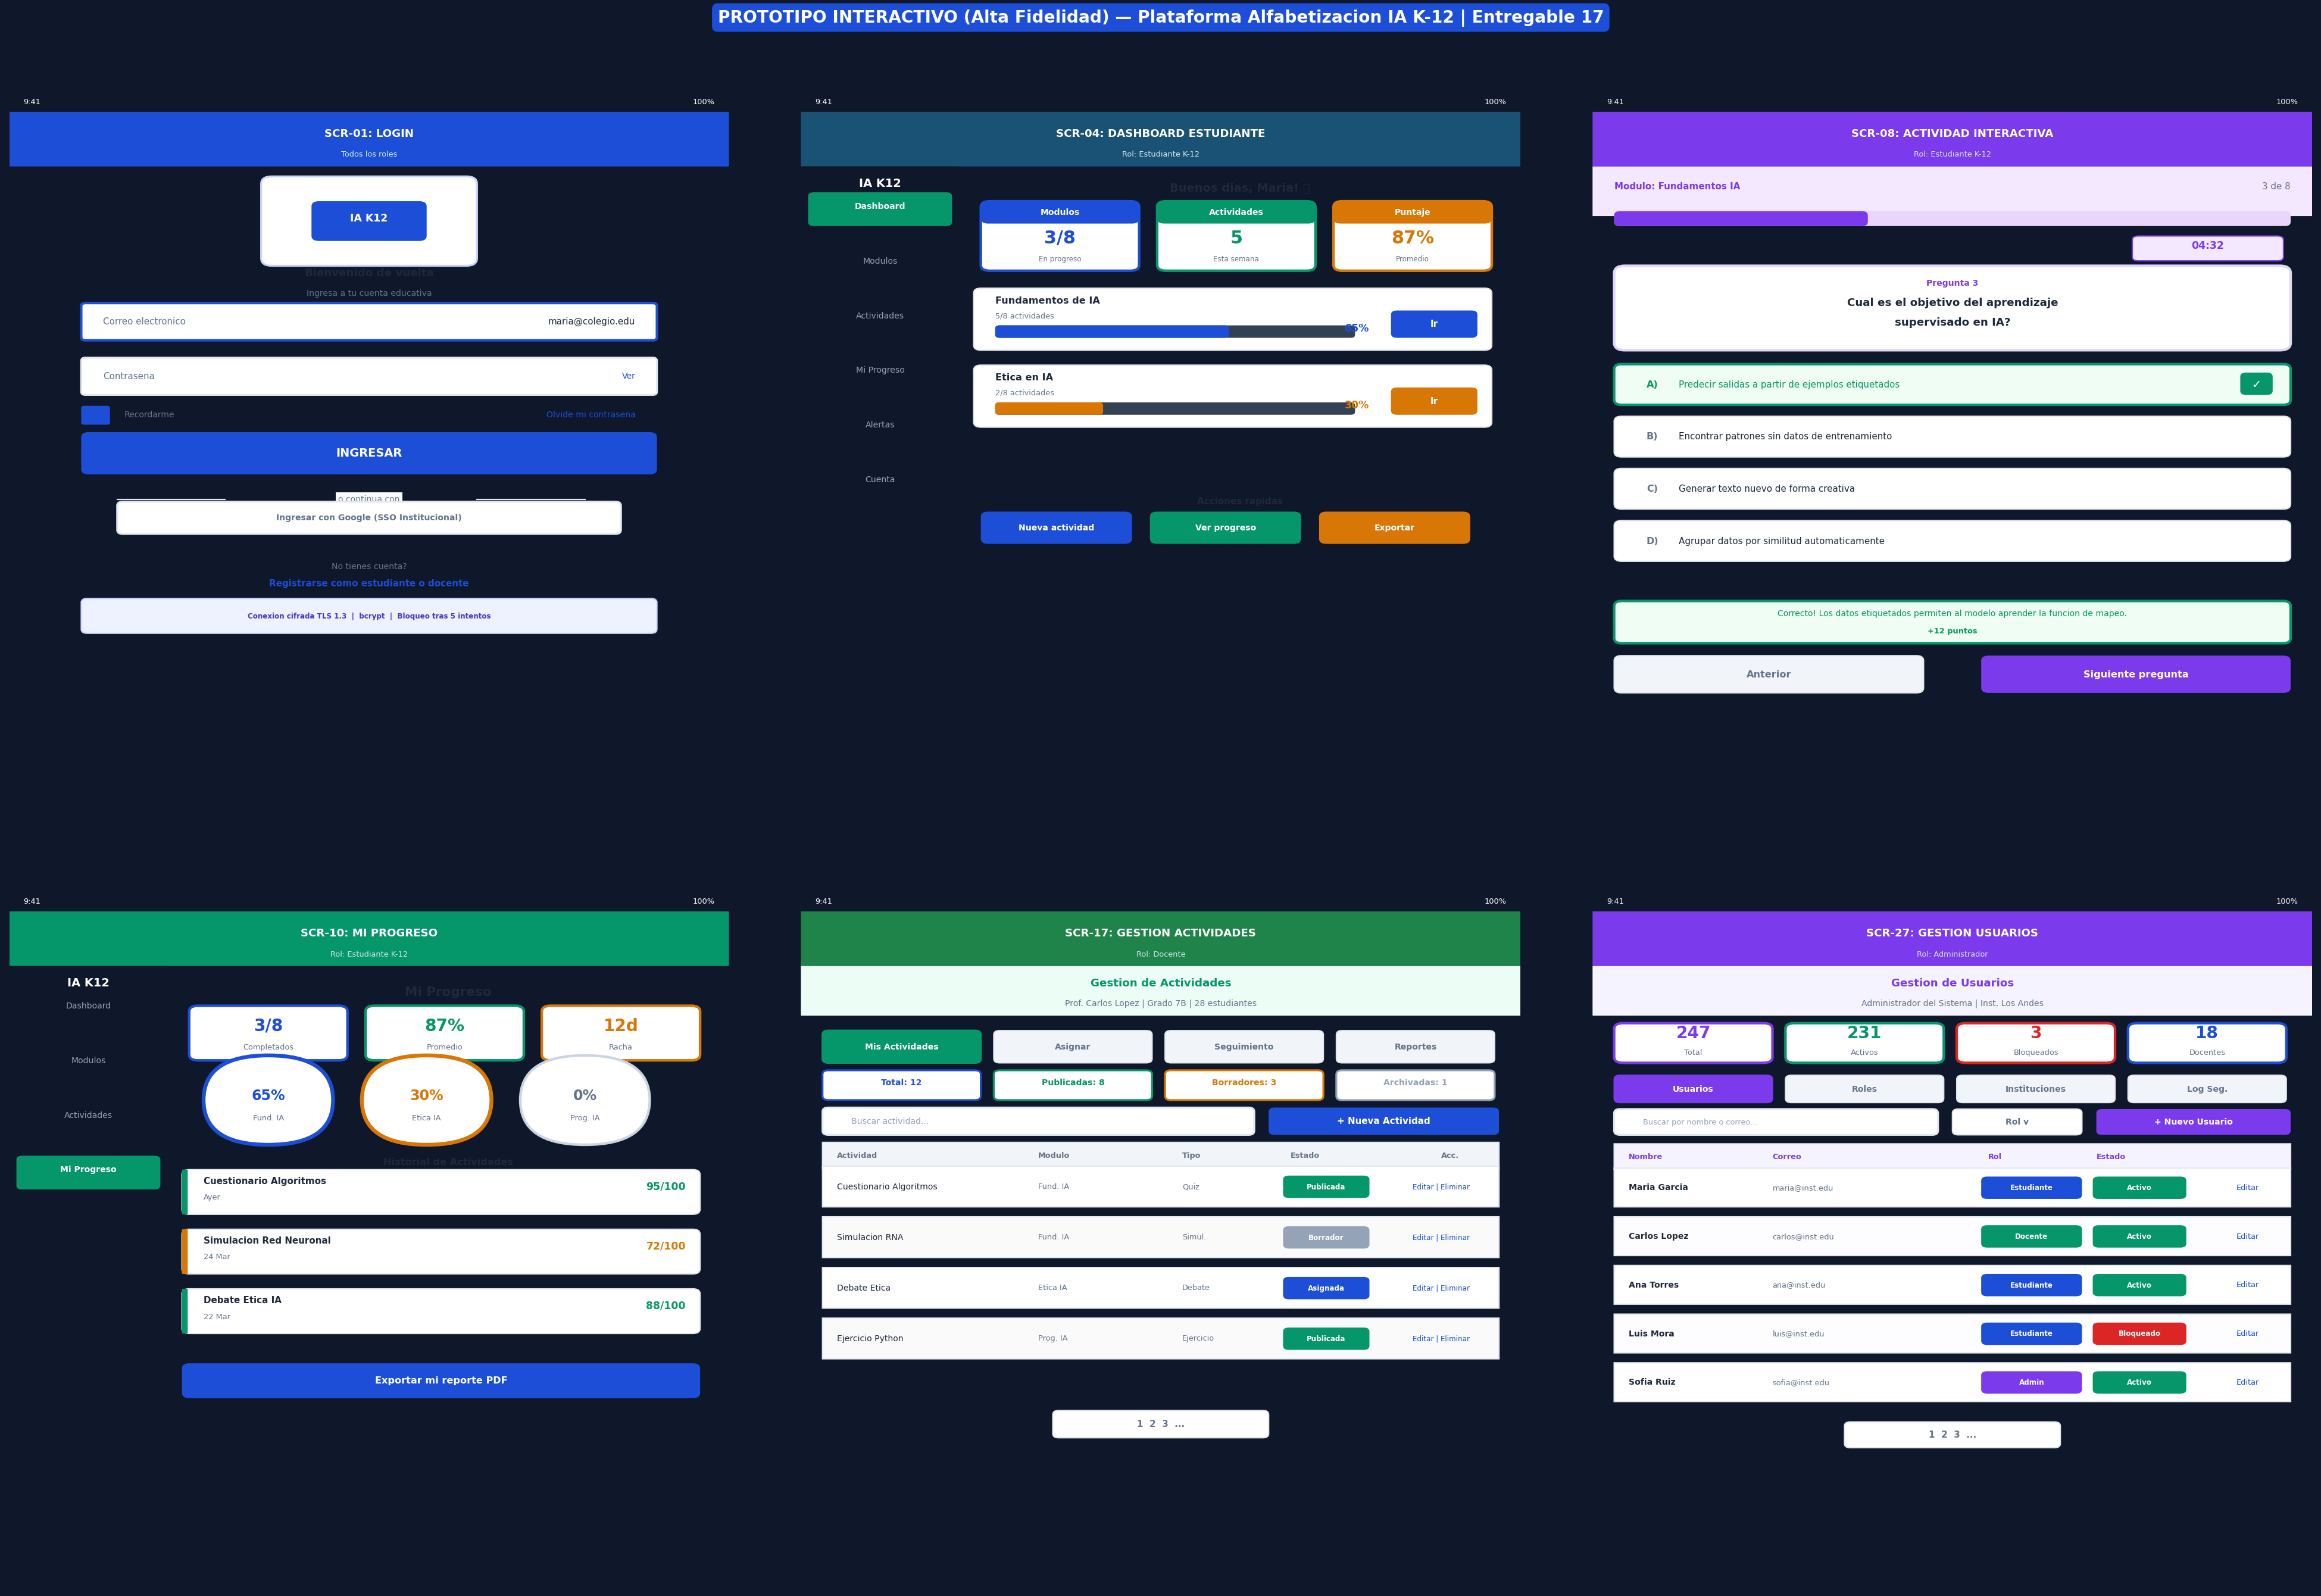 PROTOTIPO INTERACTIVO (Alta Fidelidad) — Plataforma Alfabetizacion IA K-12 | Entregable 17
9:41 100%
SCR-01: LOGIN
Todos los roles
IA K12
Bienvenido de vuelta
Ingresa a tu cuenta educativa
Correo electronico maria@colegio.edu
Contrasena Ver
Recordarme Olvide mi contrasena
INGRESAR
o continua con
Ingresar con Google (SSO Institucional)
No tienes cuenta?
Registrarse como estudiante o docente
Conexion cifrada TLS 1.3 | bcrypt | Bloqueo tras 5 intentos
9:41 100%
SCR-04: DASHBOARD ESTUDIANTE
Rol: Estudiante K-12
IA K12
Dashboard
Modulos
Actividades
Mi Progreso
Alertas
Cuenta
Buenos dias, Maria!
Modulos Actividades Puntaje
3/8 5 87%
En progreso Esta semana Promedio
Fundamentos de IA
5/8 actividades
65% Ir
Etica en IA
2/8 actividades
30% Ir
Acciones rapidas
Nueva actividad Ver progreso Exportar
9:41 100%
SCR-08: ACTIVIDAD INTERACTIVA
Rol: Estudiante K-12
Modulo: Fundamentos IA 3 de 8
04:32
Pregunta 3
Cual es el objetivo del aprendizaje
supervisado en IA?
A) Predecir salidas a partir de ejemplos etiquetados ✓
B) Encontrar patrones sin datos de entrenamiento
C) Generar texto nuevo de forma creativa
D) Agrupar datos por similitud automaticamente
Correcto! Los datos etiquetados permiten al modelo aprender la funcion de mapeo.
+12 puntos
Anterior Siguiente pregunta
9:41 100%
SCR-10: MI PROGRESO
Rol: Estudiante K-12
IA K12
Dashboard
Modulos
Actividades
Mi Progreso
Mi Progreso
3/8 87% 12d
Completados Promedio Racha
65% 30% 0%
Fund. IA Etica IA Prog. IA
Historial de Actividades
Cuestionario Algoritmos 95/100
Ayer
Simulacion Red Neuronal 72/100
24 Mar
Debate Etica IA 88/100
22 Mar
Exportar mi reporte PDF
9:41 100%
SCR-17: GESTION ACTIVIDADES
Rol: Docente
Gestion de Actividades
Prof. Carlos Lopez | Grado 7B | 28 estudiantes
Mis Actividades Asignar Seguimiento Reportes
Total: 12 Publicadas: 8 Borradores: 3 Archivadas: 1
Buscar actividad... + Nueva Actividad
Actividad Modulo Tipo Estado Acc.
Cuestionario Algoritmos Fund. IA Quiz Publicada Editar | Eliminar
Simulacion RNA Fund. IA Simul. Borrador Editar | Eliminar
Debate Etica Etica IA Debate Asignada Editar | Eliminar
Ejercicio Python Prog. IA Ejercicio Publicada Editar | Eliminar
1 2 3 ...
9:41 100%
SCR-27: GESTION USUARIOS
Rol: Administrador
Gestion de Usuarios
Administrador del Sistema | Inst. Los Andes
247 231 3 18
Total Activos Bloqueados Docentes
Usuarios Roles Instituciones Log Seg.
Buscar por nombre o correo... Rol v + Nuevo Usuario
Nombre Correo Rol Estado
Maria Garcia maria@inst.edu Estudiante Activo Editar
Carlos Lopez carlos@inst.edu Docente Activo Editar
Ana Torres ana@inst.edu Estudiante Activo Editar
Luis Mora luis@inst.edu Estudiante Bloqueado Editar
Sofia Ruiz sofia@inst.edu Admin Activo Editar
1 2 3 ...